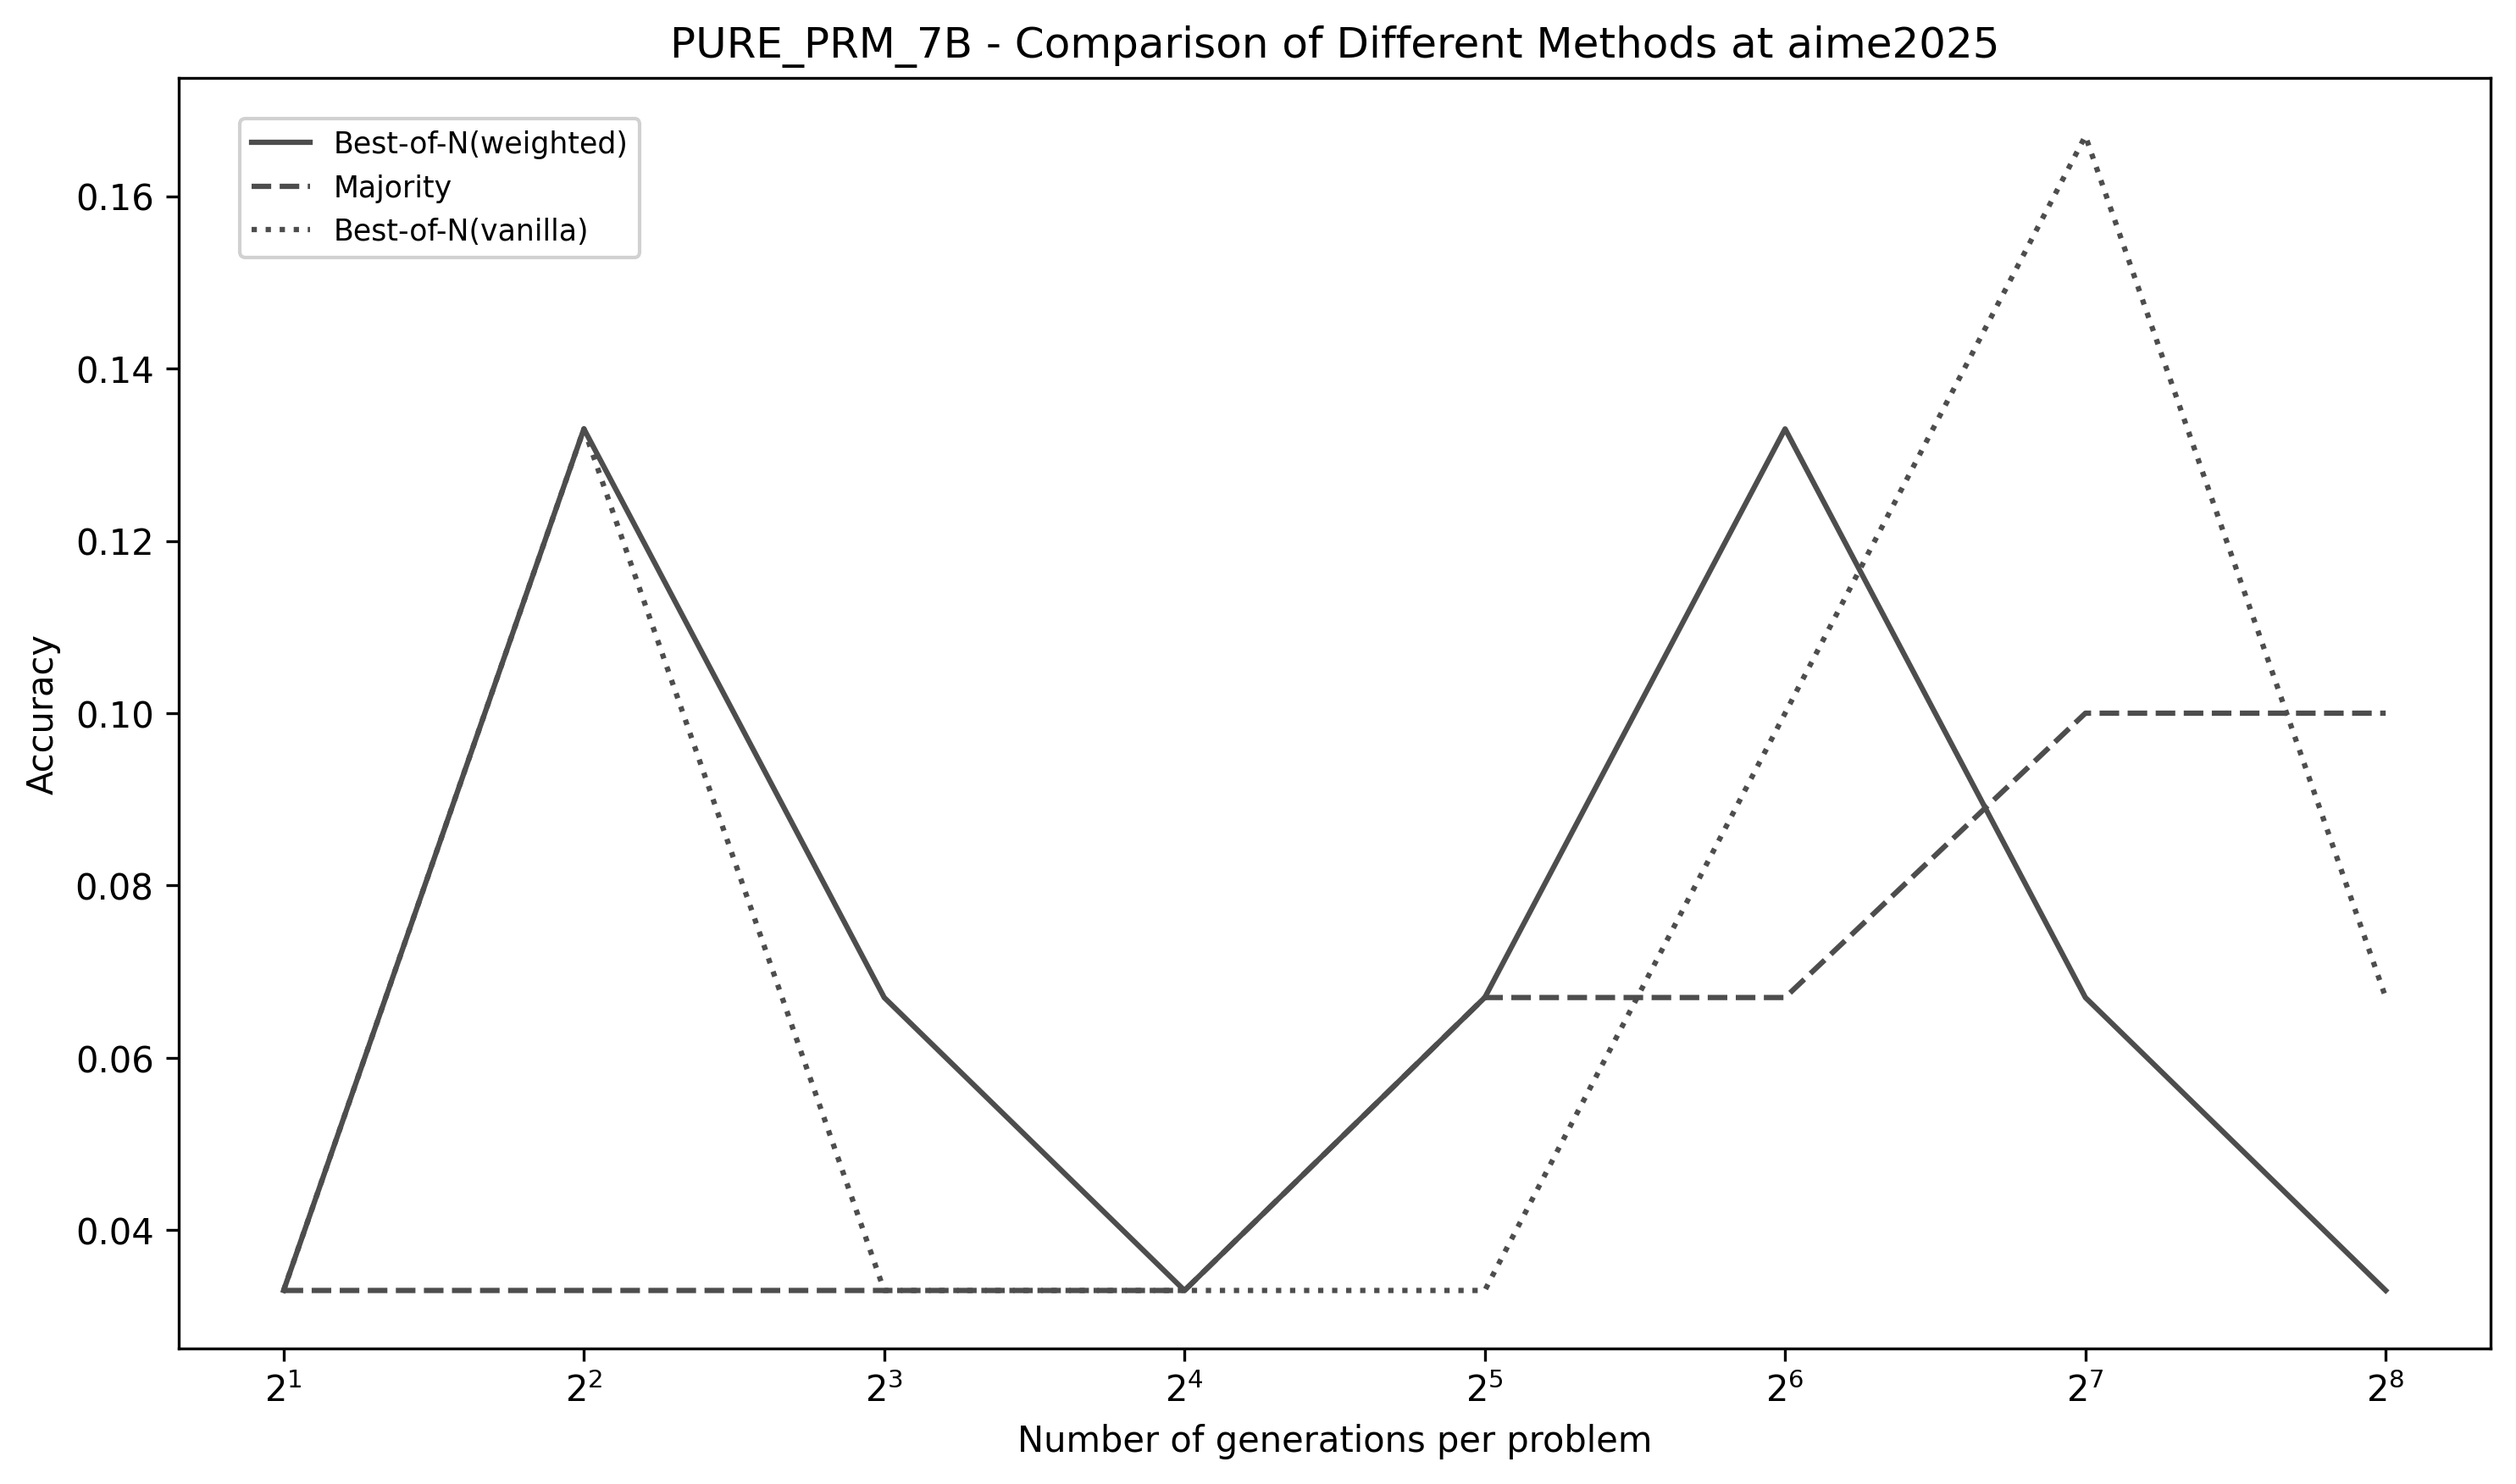 PURE_PRM_7B - Comparison of Different Methods at aime2025
Best-of-N(weighted)
Majority
Best-of-N(vanilla)
Accuracy
0.16
0.14
0.12
0.10
0.08
0.06
0.04
2¹ 2² 2³ 2⁴ 2⁵ 2⁶ 2⁷ 2⁸
Number of generations per problem